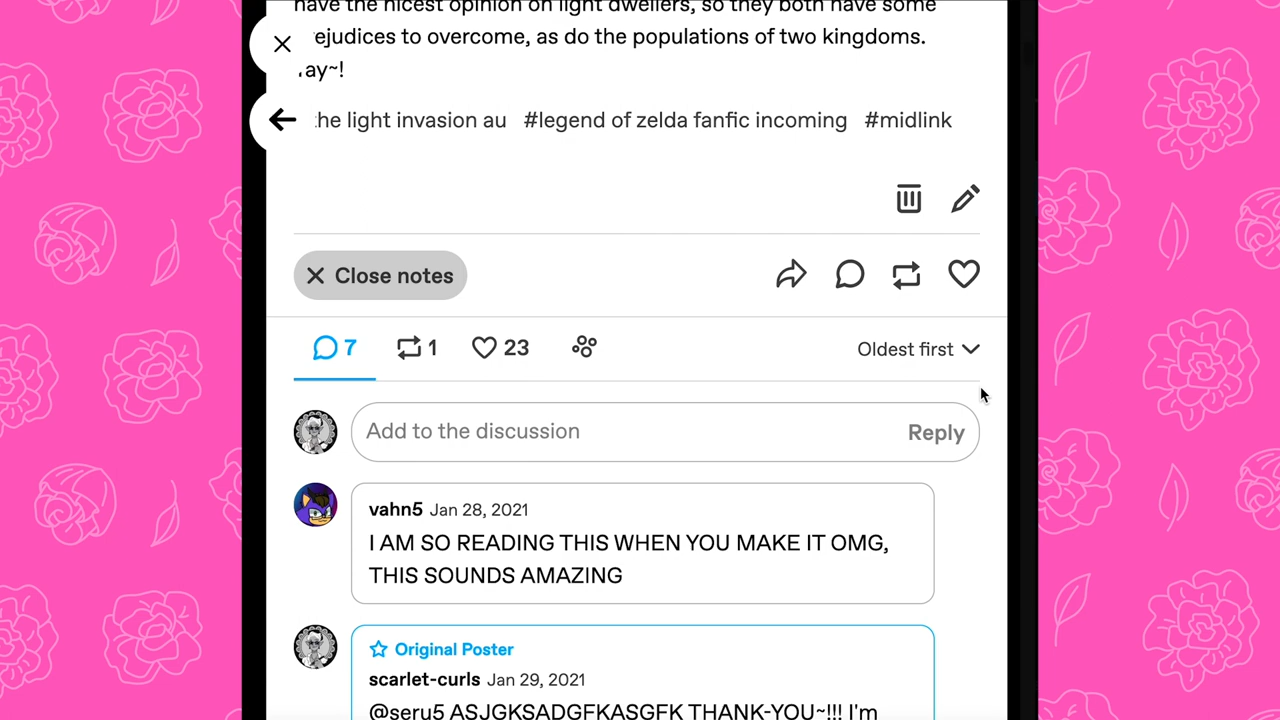 have the nicest opinion on light dwellers, so they both have some
ejudices to overcome, as do the populations of two kingdoms.
ay~!
he light invasion au #legend of zelda fanfic incoming #midlink
Close notes
7 1 23 Oldest first
Add to the discussion Reply
vahn5 Jan 28, 2021
I AM SO READING THIS WHEN YOU MAKE IT OMG,
THIS SOUNDS AMAZING
Original Poster
scarlet-curls Jan 29, 2021
@seru5 ASJGKSADGFKASGFK THANK-YOU~!!! I'm